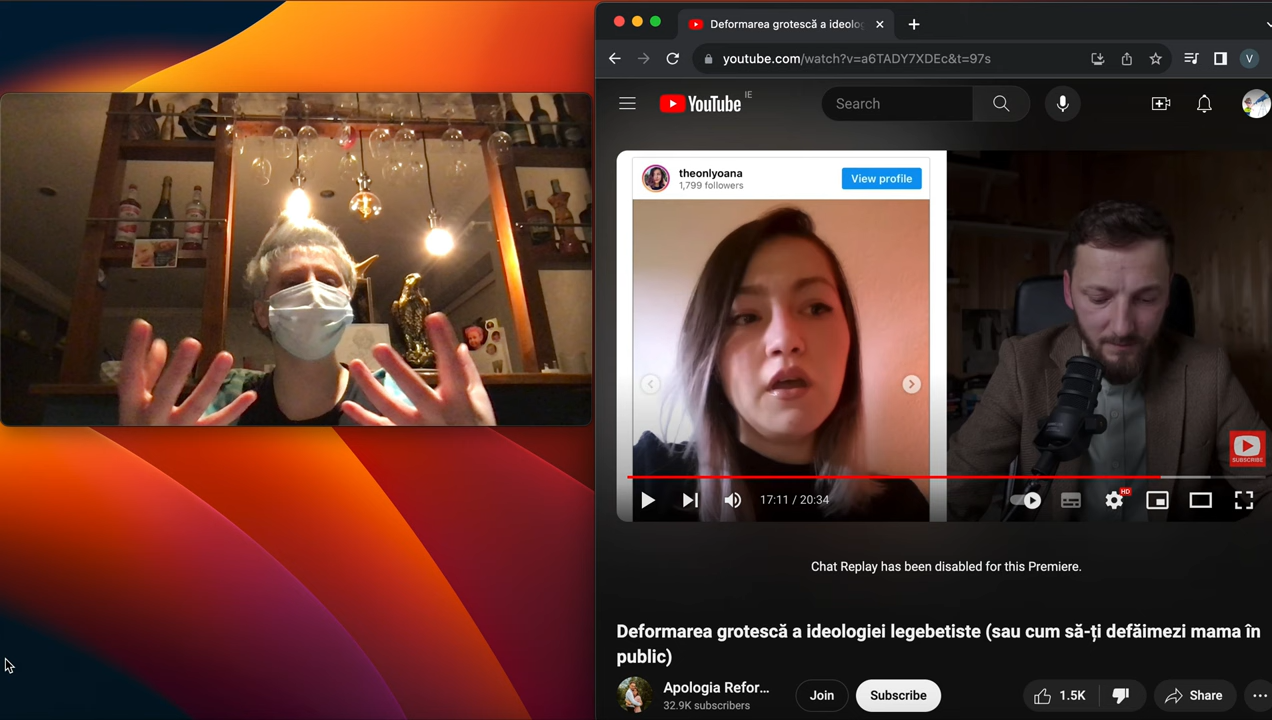 Deformarea grotescă a ideolo
youtube.com/watch?v=a6TADY7XDEc&t=97s
V
YouTube
IE
Search
theonlyoana
1,799 followers
View profile
SUBSCRIBE
17:11 / 20:34
HD
Chat Replay has been disabled for this Premiere.
Deformarea grotescă a ideologiei legebetiste (sau cum să-ți defăimezi mama în
public)
Apologia Refor...
32.9K subscribers
Join
Subscribe
1.5K
Share